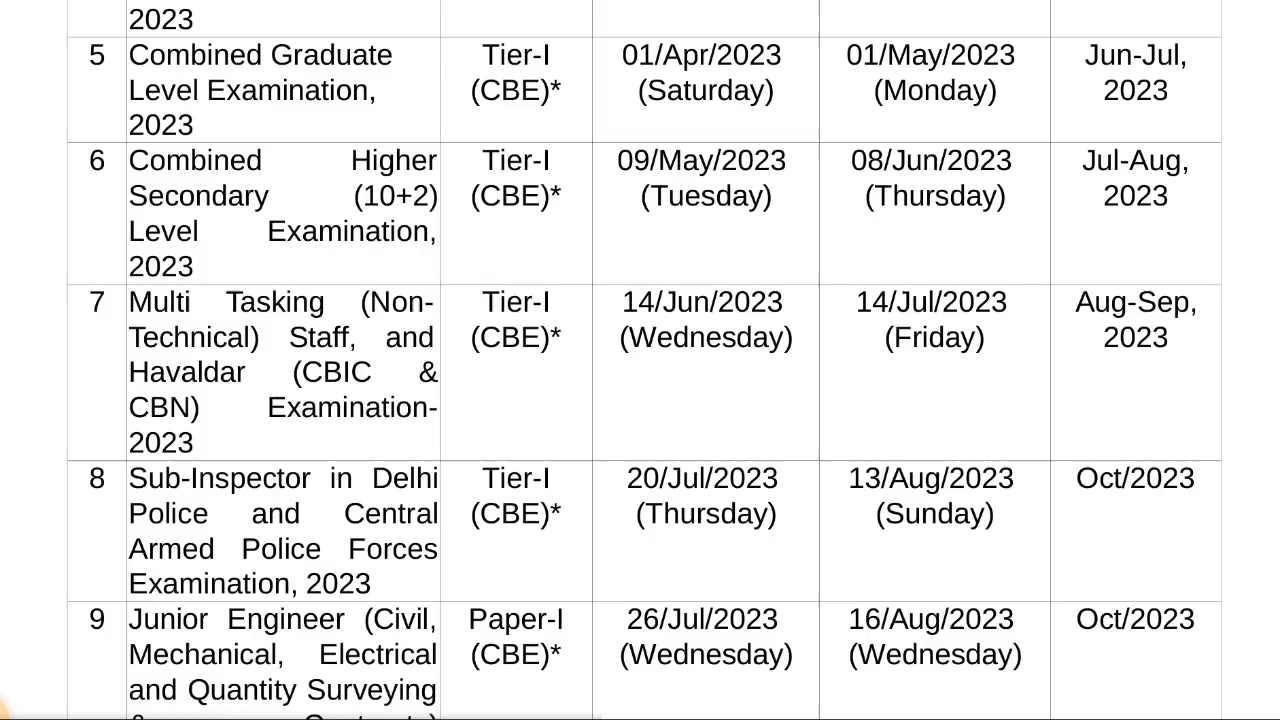 2023
5 Combined Graduate Tier-I 01/Apr/2023 01/May/2023 Jun-Jul,
Level Examination, (CBE)* (Saturday) (Monday) 2023
2023
6 Combined Higher Tier-I 09/May/2023 08/Jun/2023 Jul-Aug,
Secondary (10+2) (CBE)* (Tuesday) (Thursday) 2023
Level Examination,
2023
7 Multi Tasking (Non- Tier-I 14/Jun/2023 14/Jul/2023 Aug-Sep,
Technical) Staff, and (CBE)* (Wednesday) (Friday) 2023
Havaldar (CBIC &
CBN) Examination-
2023
8 Sub-Inspector in Delhi Tier-I 20/Jul/2023 13/Aug/2023 Oct/2023
Police and Central (CBE)* (Thursday) (Sunday)
Armed Police Forces
Examination, 2023
9 Junior Engineer (Civil, Paper-I 26/Jul/2023 16/Aug/2023 Oct/2023
Mechanical, Electrical (CBE)* (Wednesday) (Wednesday)
and Quantity Surveying